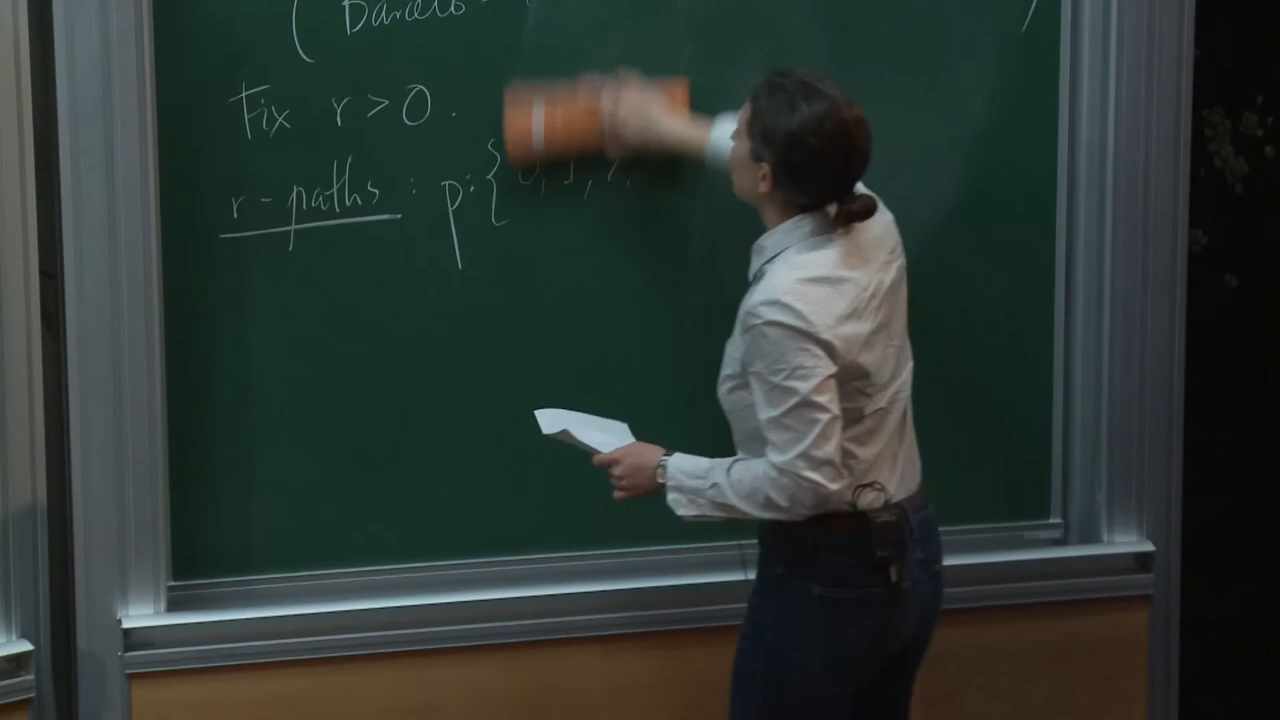 ( Barcelo -
Fix r > 0 .
r - paths : p : { 0, 1, 2,